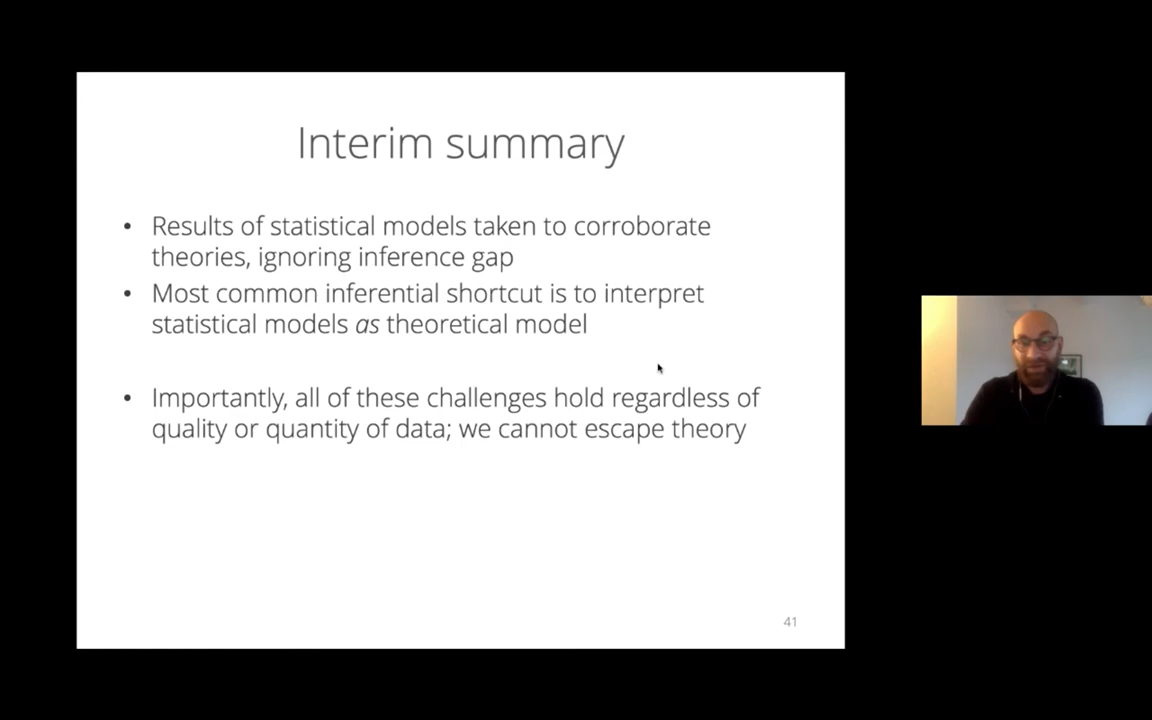 Interim summary
• Results of statistical models taken to corroborate
theories, ignoring inference gap
• Most common inferential shortcut is to interpret
statistical models as theoretical model
• Importantly, all of these challenges hold regardless of
quality or quantity of data; we cannot escape theory
41